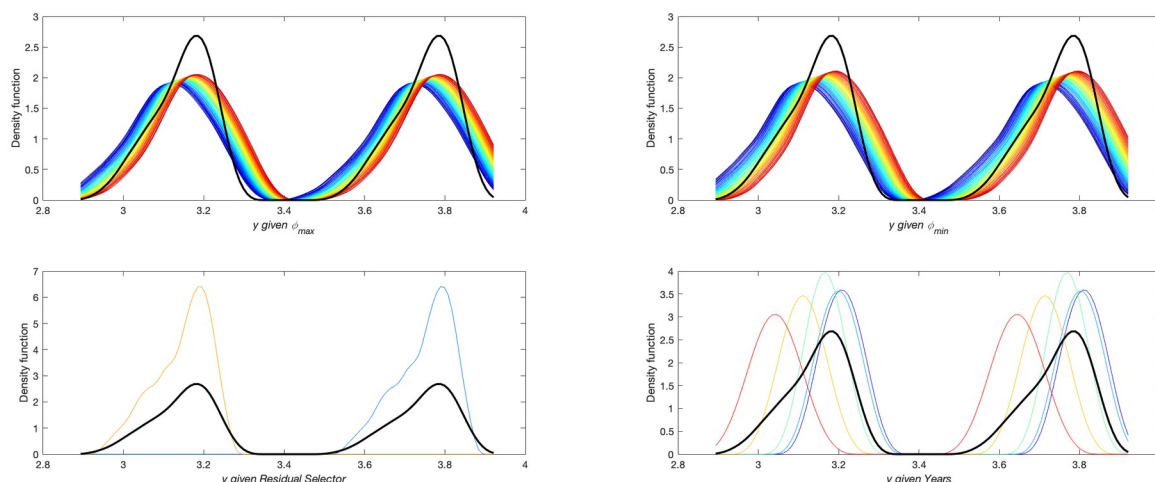 3
2.5
2
1.5
1
0.5
0
Density function
2.8 3 3.2 3.4 3.6 3.8 4
y given ϕmax
3
2.5
2
1.5
1
0.5
0
Density function
2.8 3 3.2 3.4 3.6 3.8
y given ϕmin
7
6
5
4
3
2
1
0
Density function
2.8 3 3.2 3.4 3.6 3.8 4
y given Residual Selector
4
3.5
3
2.5
2
1.5
1
0.5
0
Density function
2.8 3 3.2 3.4 3.6 3.8
y given Years